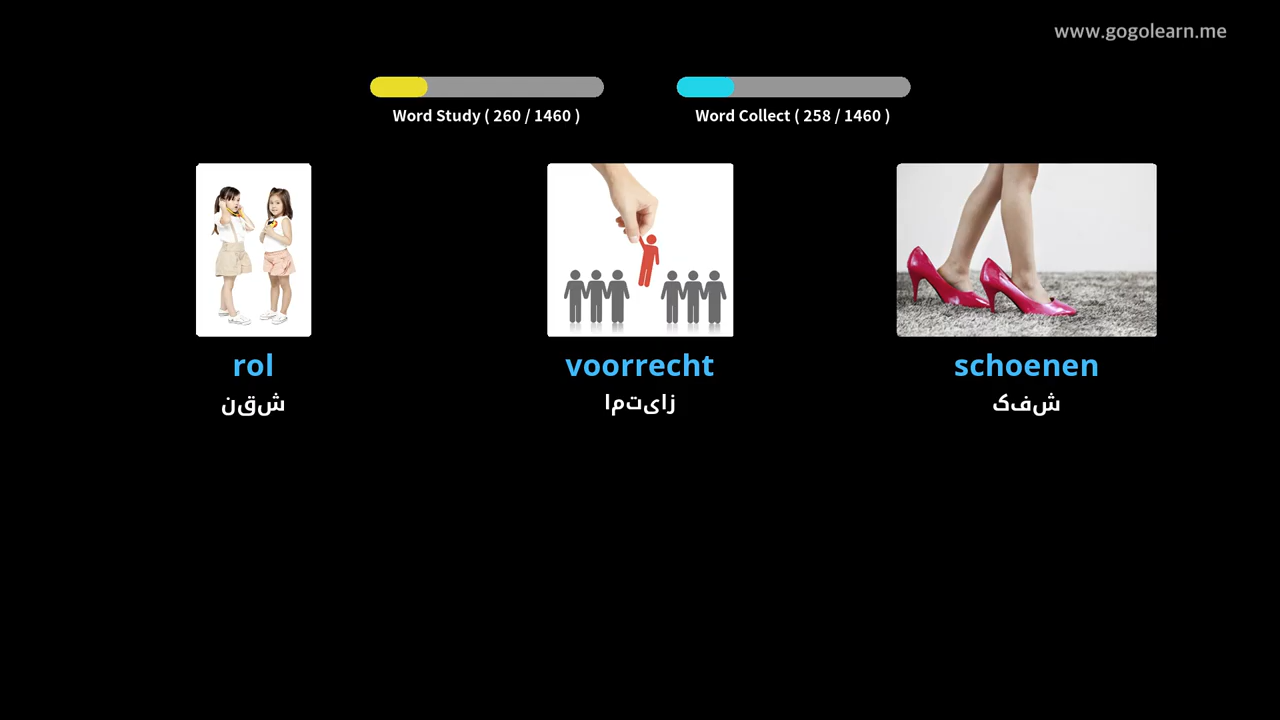 www.gogolearn.me
Word Study ( 260 / 1460 )
Word Collect ( 258 / 1460 )
rol
نقش
voorrecht
امتیاز
schoenen
کفش